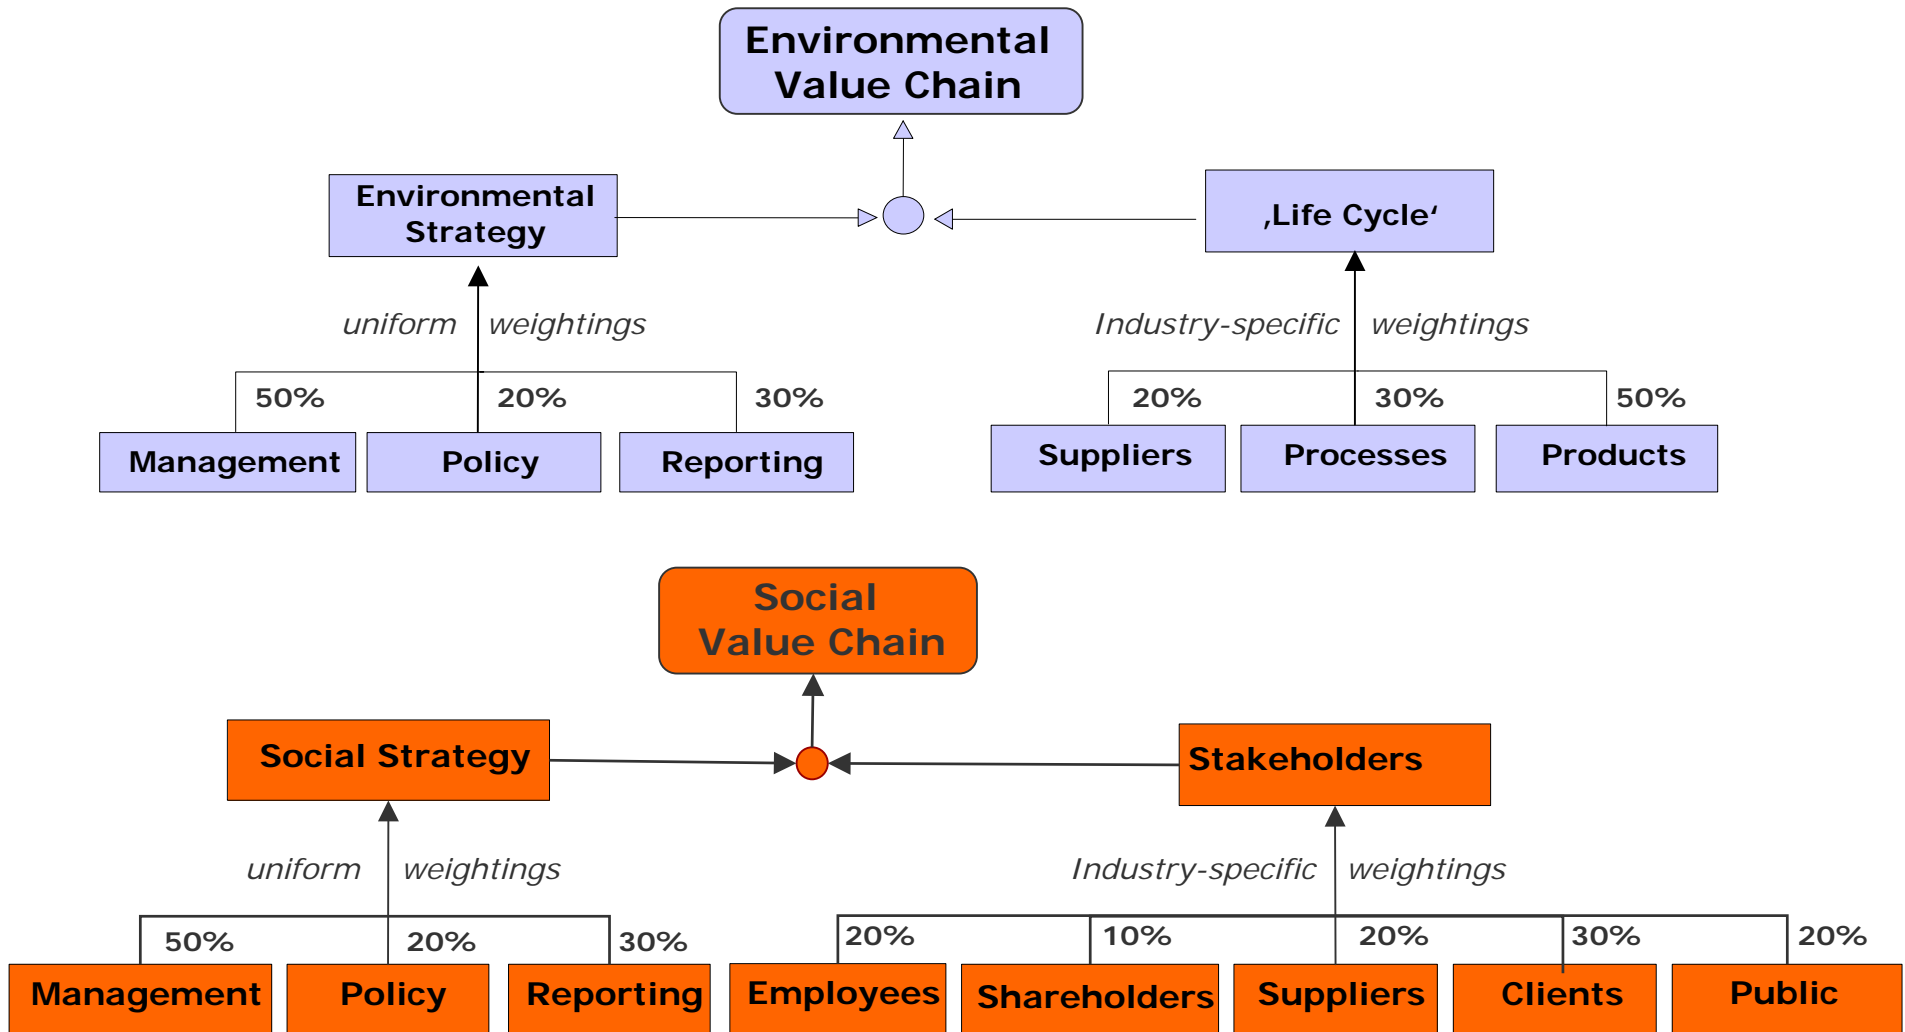 Environmental
Value Chain
Environmental
Strategy
‚Life Cycle‘
uniform weightings
Industry-specific weightings
50% 20% 30%
20% 30% 50%
Management Policy Reporting
Suppliers Processes Products
Social
Value Chain
Social Strategy
Stakeholders
uniform weightings
Industry-specific weightings
50% 20% 30%
20% 10% 20% 30% 20%
Management Policy Reporting
Employees Shareholders Suppliers Clients Public